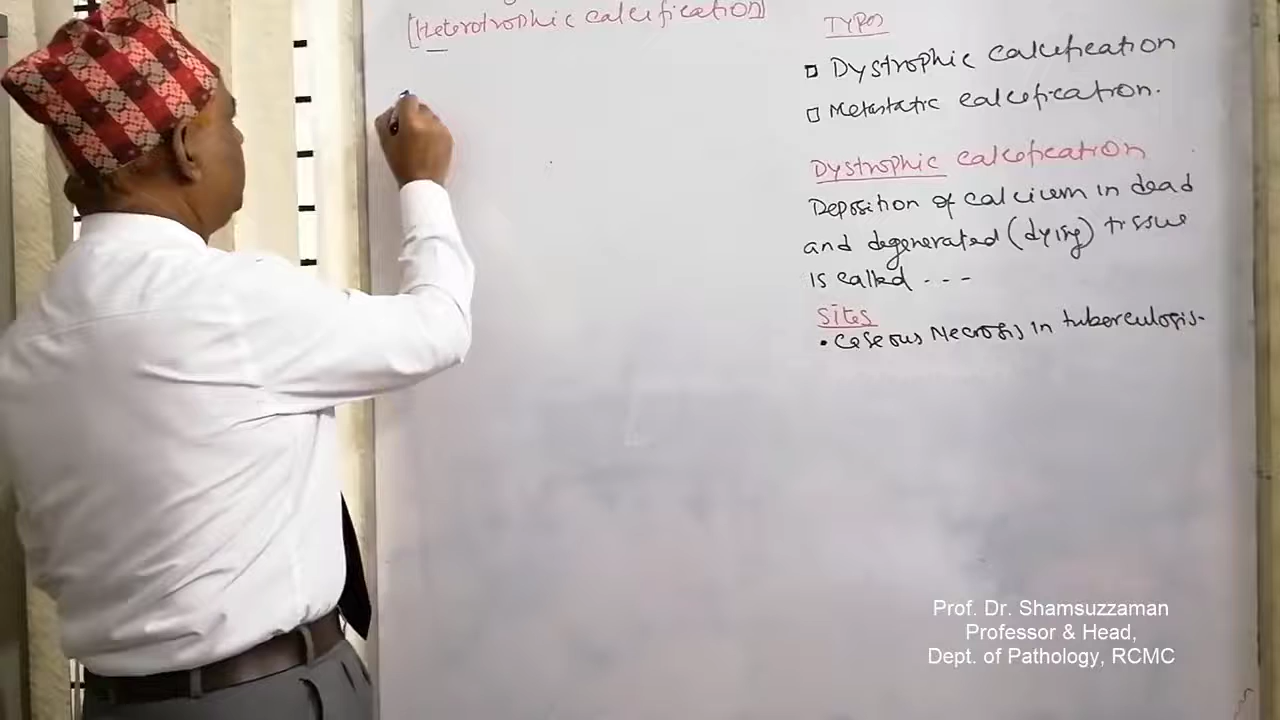 [Heterotrophic calcification]
Types
Dystrophic calcification
Metastatic calcification.
Dystrophic calcification
Deposition of calcium in dead
and degenerated (dying) tissue
is called - - -
Sites
• Caseous Necrosis in tuberculosis.
Prof. Dr. Shamsuzzaman
Professor & Head,
Dept. of Pathology, RCMC